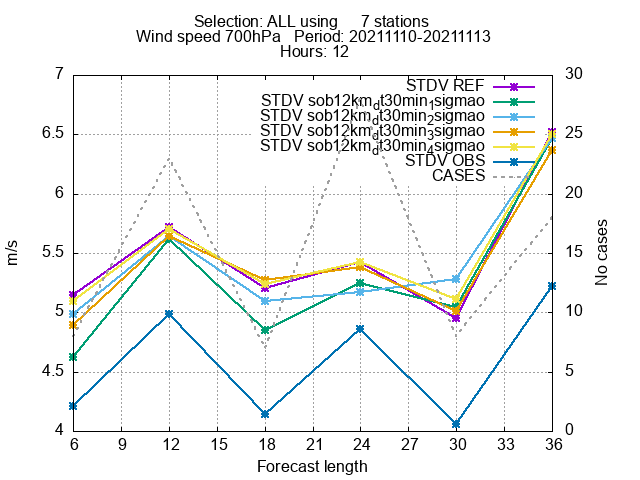 Selection: ALL using 7 stations
Wind speed 700hPa Period: 20211110-20211113
Hours: 12
STDV REF
STDV sob12km_dt30min_1sigmao
STDV sob12km_dt30min_2sigmao
STDV sob12km_dt30min_3sigmao
STDV sob12km_dt30min_4sigmao
STDV OBS
CASES
7
6.5
6
5.5
5
4.5
4
m/s
30
25
20
15
10
5
0
No cases
6 9 12 15 18 21 24 27 30 33 36
Forecast length